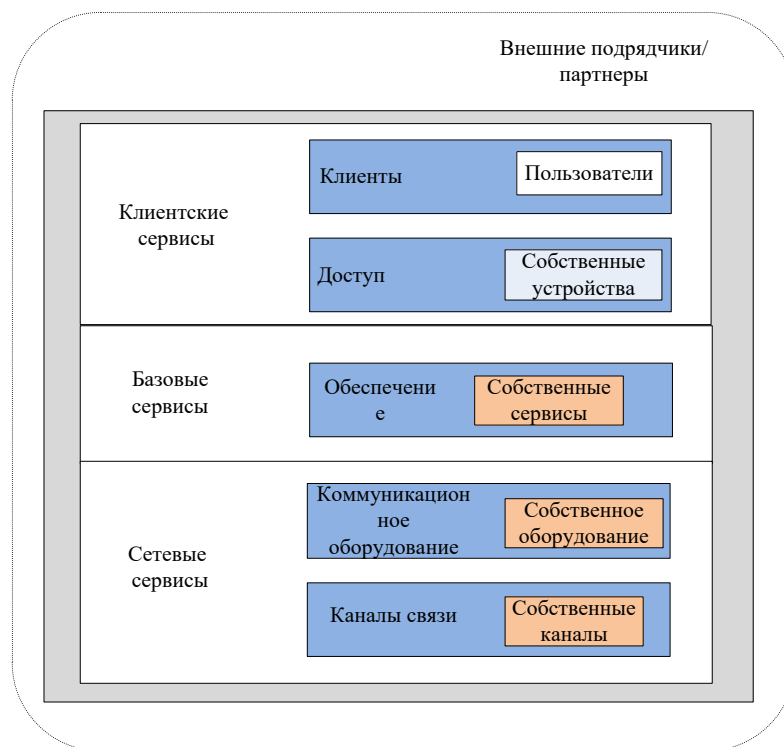 Внешние подрядчики/
партнеры
Клиентские
сервисы
Клиенты
Пользователи
Доступ
Собственные
устройства
Базовые
сервисы
Обеспечени
е
Собственные
сервисы
Сетевые
сервисы
Коммуникацион
ное
оборудование
Собственное
оборудование
Каналы связи
Собственные
каналы